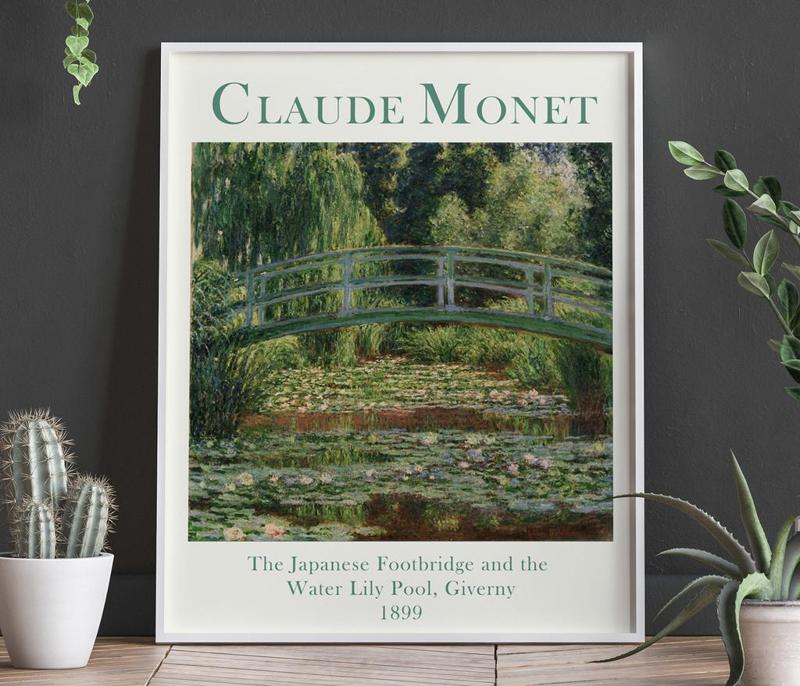 CLAUDE MONET
The Japanese Footbridge and the
Water Lily Pool, Giverny
1899